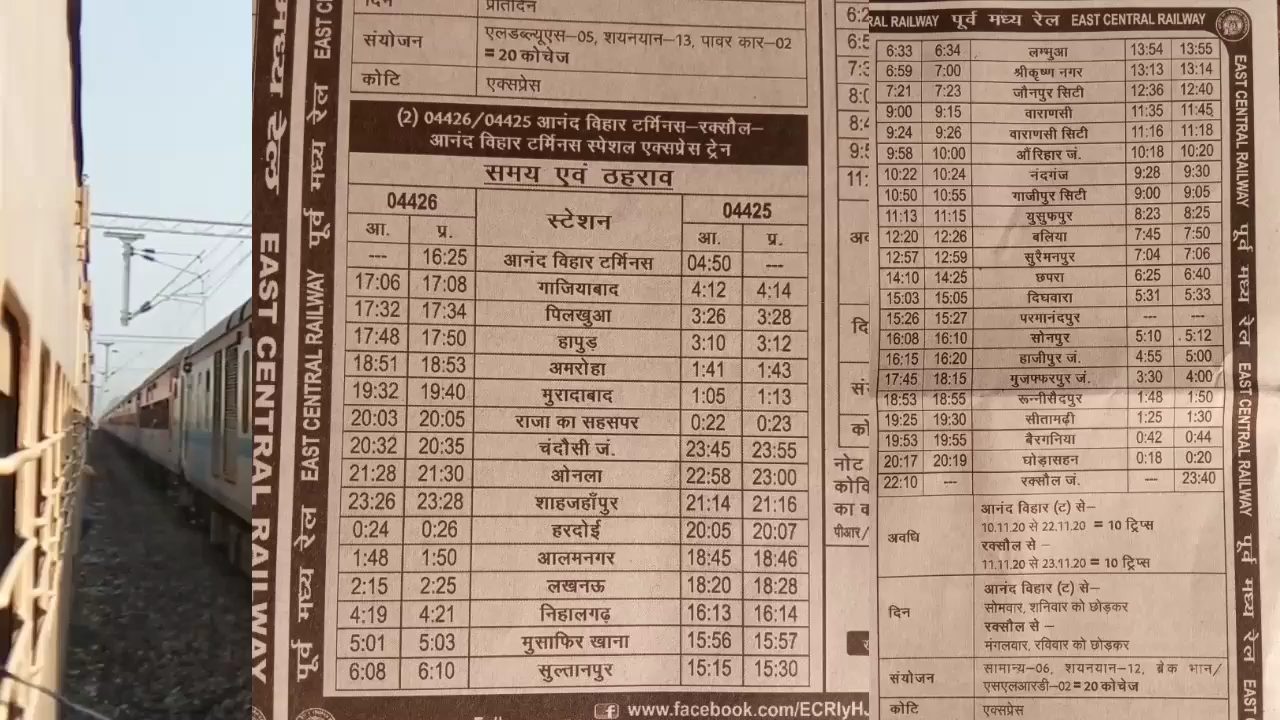 EAST CENTRAL RAILWAY
पूर्व मध्य रेल
EAST CENTRAL RAILWAY
पूर्व मध्य रेल
दिन प्रतिदिन
संयोजन एलडब्ल्यूएस–05, शयनयान–13, पावर कार–02
= 20 कोचेज
कोटि एक्सप्रेस
(2) 04426/04425 आनंद विहार टर्मिनस–रक्सौल–
आनंद विहार टर्मिनस स्पेशल एक्सप्रेस ट्रेन
समय एवं ठहराव
04426 स्टेशन 04425
आ. प्र. आ. प्र.
--- 16:25 आनंद विहार टर्मिनस 04:50 ---
17:06 17:08 गाजियाबाद 4:12 4:14
17:32 17:34 पिलखुआ 3:26 3:28
17:48 17:50 हापुड़ 3:10 3:12
18:51 18:53 अमरोहा 1:41 1:43
19:32 19:40 मुरादाबाद 1:05 1:13
20:03 20:05 राजा का सहसपर 0:22 0:23
20:32 20:35 चंदौसी जं. 23:45 23:55
21:28 21:30 ओनला 22:58 23:00
23:26 23:28 शाहजहाँपुर 21:14 21:16
0:24 0:26 हरदोई 20:05 20:07
1:48 1:50 आलमनगर 18:45 18:46
2:15 2:25 लखनऊ 18:20 18:28
4:19 4:21 निहालगढ़ 16:13 16:14
5:01 5:03 मुसाफिर खाना 15:56 15:57
6:08 6:10 सुल्तानपुर 15:15 15:30
www.facebook.com/ECRlyHJ
नोट
कोवि
का व
पीआर/
RAL RAILWAY पूर्व मध्य रेल EAST CENTRAL RAILWAY
6:33 6:34 लम्भुआ 13:54 13:55
6:59 7:00 श्रीकृष्ण नगर 13:13 13:14
7:21 7:23 जौनपुर सिटी 12:36 12:40
9:00 9:15 वाराणसी 11:35 11:45
9:24 9:26 वाराणसी सिटी 11:16 11:18
9:58 10:00 औंरिहार जं. 10:18 10:20
10:22 10:24 नंदगंज 9:28 9:30
10:50 10:55 गाजीपुर सिटी 9:00 9:05
11:13 11:15 युसुफपुर 8:23 8:25
12:20 12:26 बलिया 7:45 7:50
12:57 12:59 सुरैमनपुर 7:04 7:06
14:10 14:25 छपरा 6:25 6:40
15:03 15:05 दिघवारा 5:31 5:33
15:26 15:27 परमानंदपुर --- ---
16:08 16:10 सोनपुर 5:10 5:12
16:15 16:20 हाजीपुर जं. 4:55 5:00
17:45 18:15 मुजफ्फरपुर जं. 3:30 4:00
18:53 18:55 रून्नीसैदपुर 1:48 1:50
19:25 19:30 सीतामढ़ी 1:25 1:30
19:53 19:55 बैरगनिया 0:42 0:44
20:17 20:19 घोड़ासहन 0:18 0:20
22:10 --- रक्सौल जं. --- 23:40
अवधि आनंद विहार (ट) से–
10.11.20 से 22.11.20 = 10 ट्रिप्स
रक्सौल से –
11.11.20 से 23.11.20 = 10 ट्रिप्स
दिन आनंद विहार (ट) से–
सोमवार, शनिवार को छोड़कर
रक्सौल से –
मंगलवार, रविवार को छोड़कर
संयोजन सामान्य–06, शयनयान–12, ब्रेक भान/
एसएलआरडी–02 = 20 कोचेज
कोटि एक्सप्रेस
EAST CENTRAL RAILWAY
पूर्व मध्य रेल
EAST CENTRAL RAILWAY
पूर्व मध्य रेल